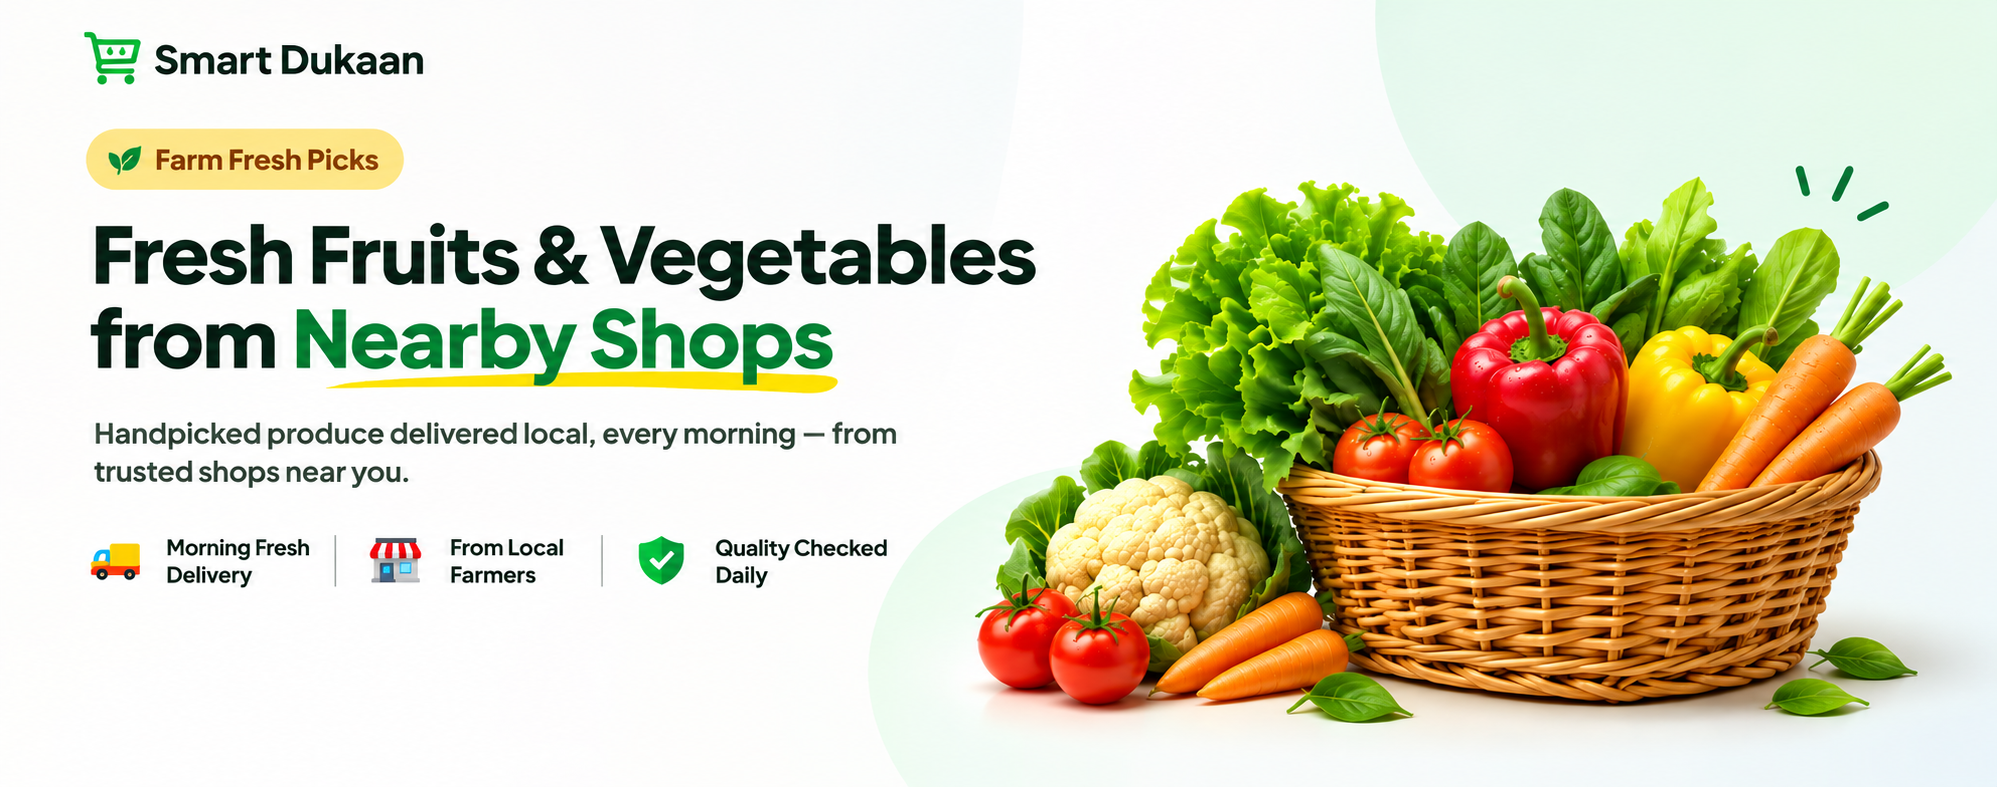 Smart Dukaan
Farm Fresh Picks
Fresh Fruits & Vegetables
from Nearby Shops
Handpicked produce delivered local, every morning — from
trusted shops near you.
Morning Fresh
Delivery
From Local
Farmers
Quality Checked
Daily